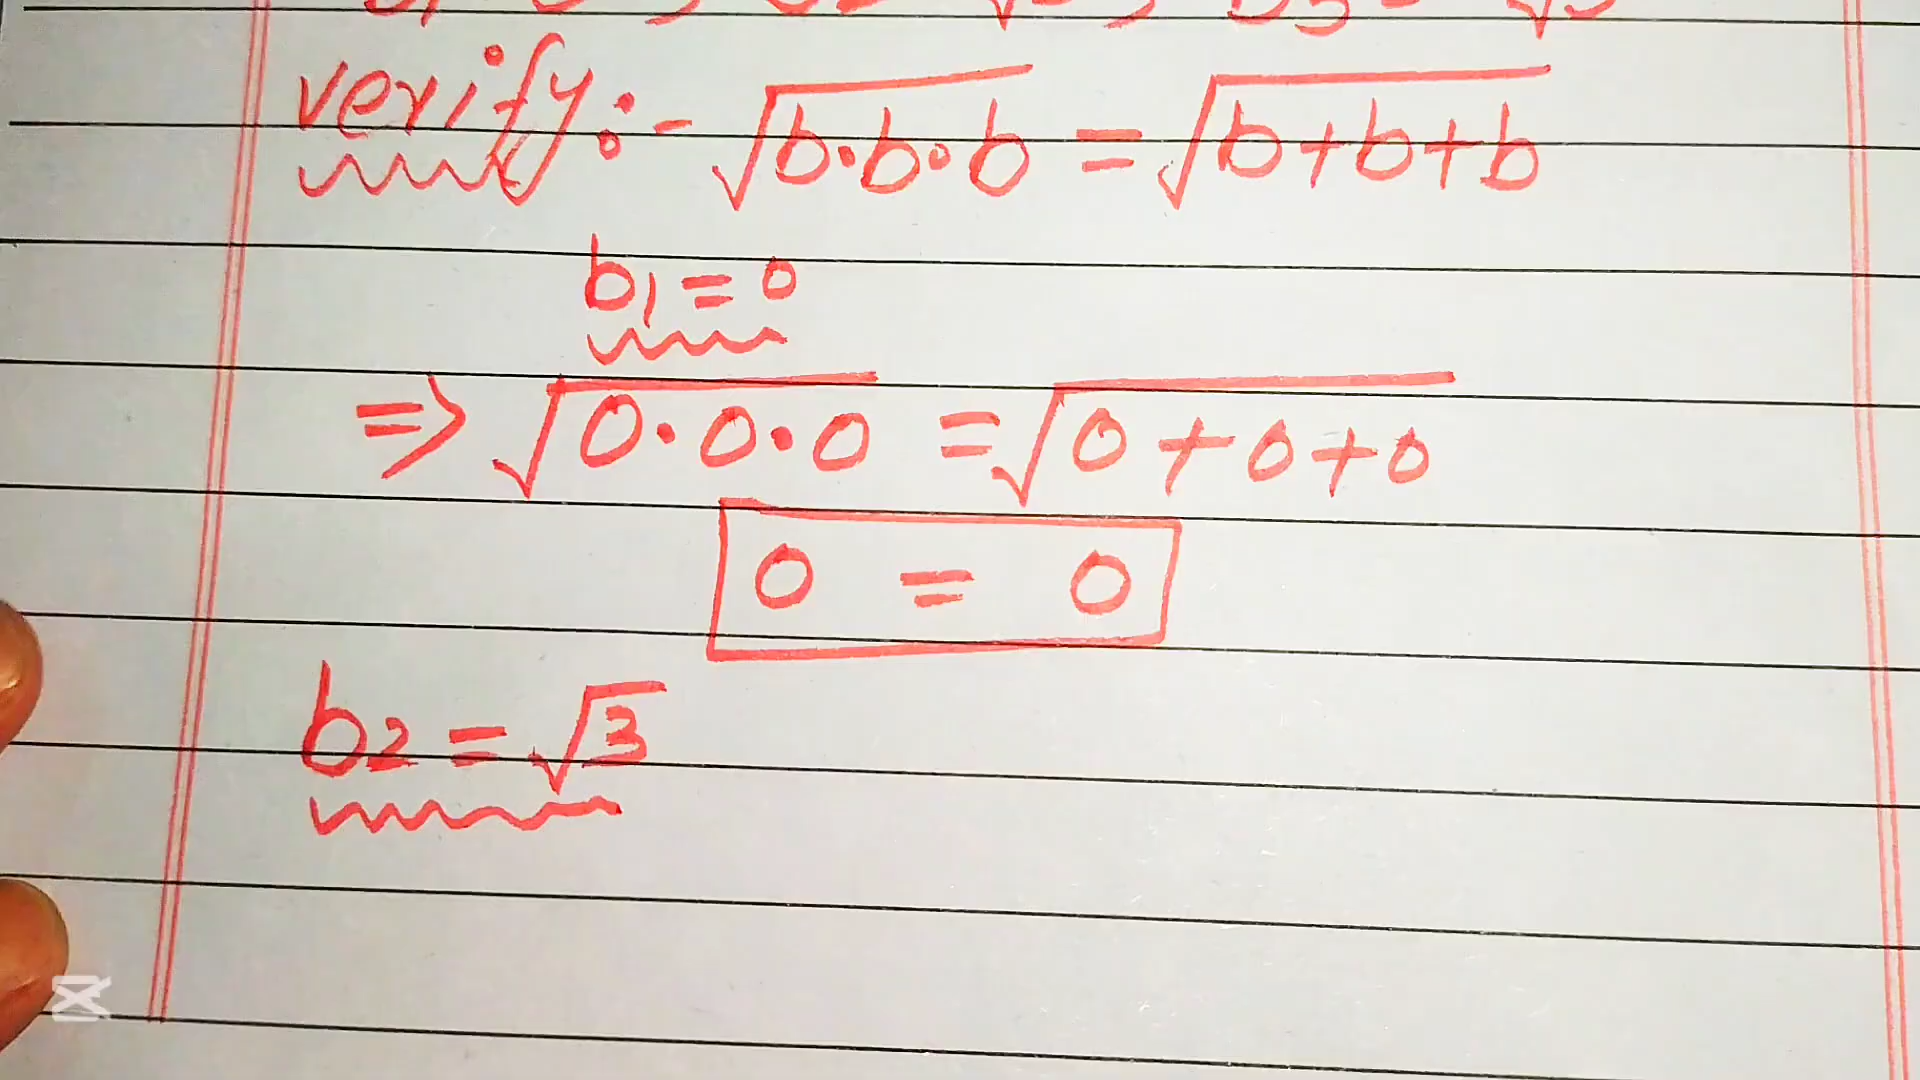 verify:- √b·b·b = √b+b+b
b₁ = 0
⇒ √0·0·0 = √0+0+0
0 = 0
b₂ = √3